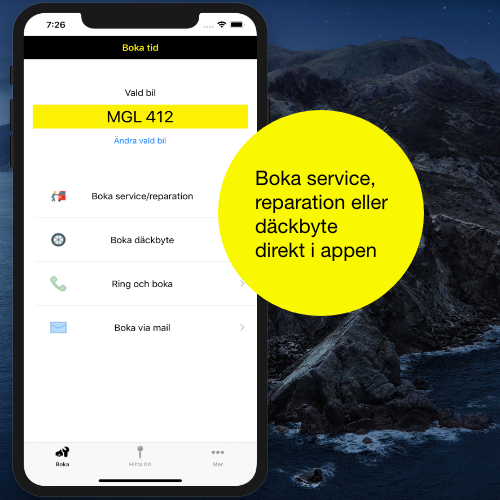 7:26
Boka tid
Vald bil
MGL 412
Ändra vald bil
Boka service/reparation
Boka däckbyte
Ring och boka
Boka via mail
Boka
Hitta hit
Mer
Boka service,
reparation eller
däckbyte
direkt i appen